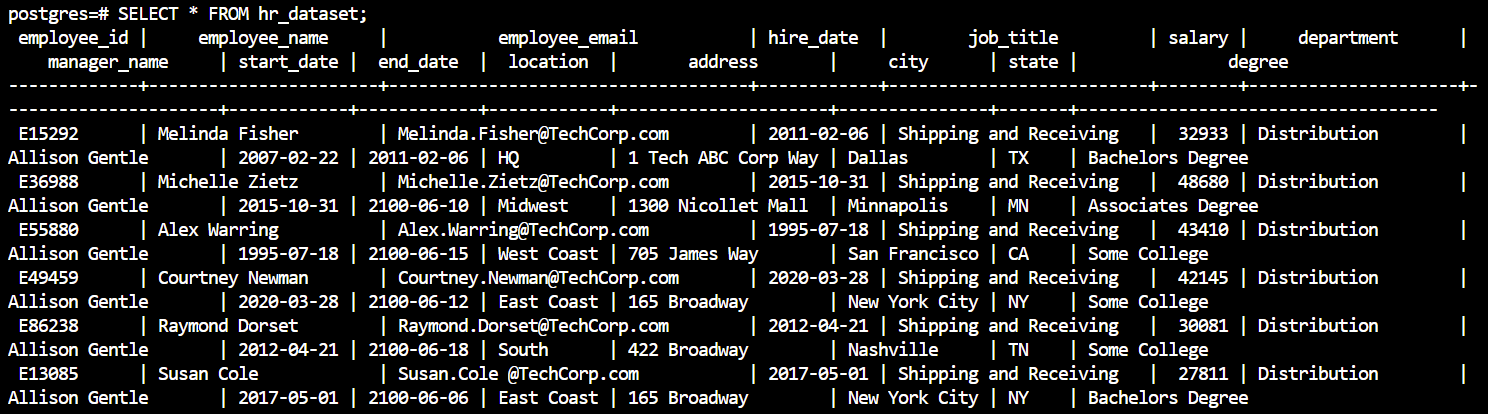 postgres=# SELECT * FROM hr_dataset;
 employee_id |     employee_name     |           employee_email           | hire_date  |        job_title         | salary |     department      |
    manager_name     | start_date |  end_date  |  location  |       address       |     city      | state |               degree
-------------+-----------------------+------------------------------------+------------+--------------------------+--------+---------------------+-
---------------------+------------+------------+------------+---------------------+---------------+-------+------------------------------------
 E15292      | Melinda Fisher        | Melinda.Fisher@TechCorp.com        | 2011-02-06 | Shipping and Receiving   |  32933 | Distribution        |
Allison Gentle       | 2007-02-22 | 2011-02-06 | HQ         | 1 Tech ABC Corp Way | Dallas        | TX    | Bachelors Degree
 E36988      | Michelle Zietz        | Michelle.Zietz@TechCorp.com        | 2015-10-31 | Shipping and Receiving   |  48680 | Distribution        |
Allison Gentle       | 2015-10-31 | 2100-06-10 | Midwest    | 1300 Nicollet Mall  | Minnapolis    | MN    | Associates Degree
 E55880      | Alex Warring          | Alex.Warring@TechCorp.com          | 1995-07-18 | Shipping and Receiving   |  43410 | Distribution        |
Allison Gentle       | 1995-07-18 | 2100-06-15 | West Coast | 705 James Way       | San Francisco | CA    | Some College
 E49459      | Courtney Newman       | Courtney.Newman@TechCorp.com       | 2020-03-28 | Shipping and Receiving   |  42145 | Distribution        |
Allison Gentle       | 2020-03-28 | 2100-06-12 | East Coast | 165 Broadway        | New York City | NY    | Some College
 E86238      | Raymond Dorset        | Raymond.Dorset@TechCorp.com        | 2012-04-21 | Shipping and Receiving   |  30081 | Distribution        |
Allison Gentle       | 2012-04-21 | 2100-06-18 | South      | 422 Broadway        | Nashville     | TN    | Some College
 E13085      | Susan Cole            | Susan.Cole @TechCorp.com           | 2017-05-01 | Shipping and Receiving   |  27811 | Distribution        |
Allison Gentle       | 2017-05-01 | 2100-06-06 | East Coast | 165 Broadway        | New York City | NY    | Bachelors Degree